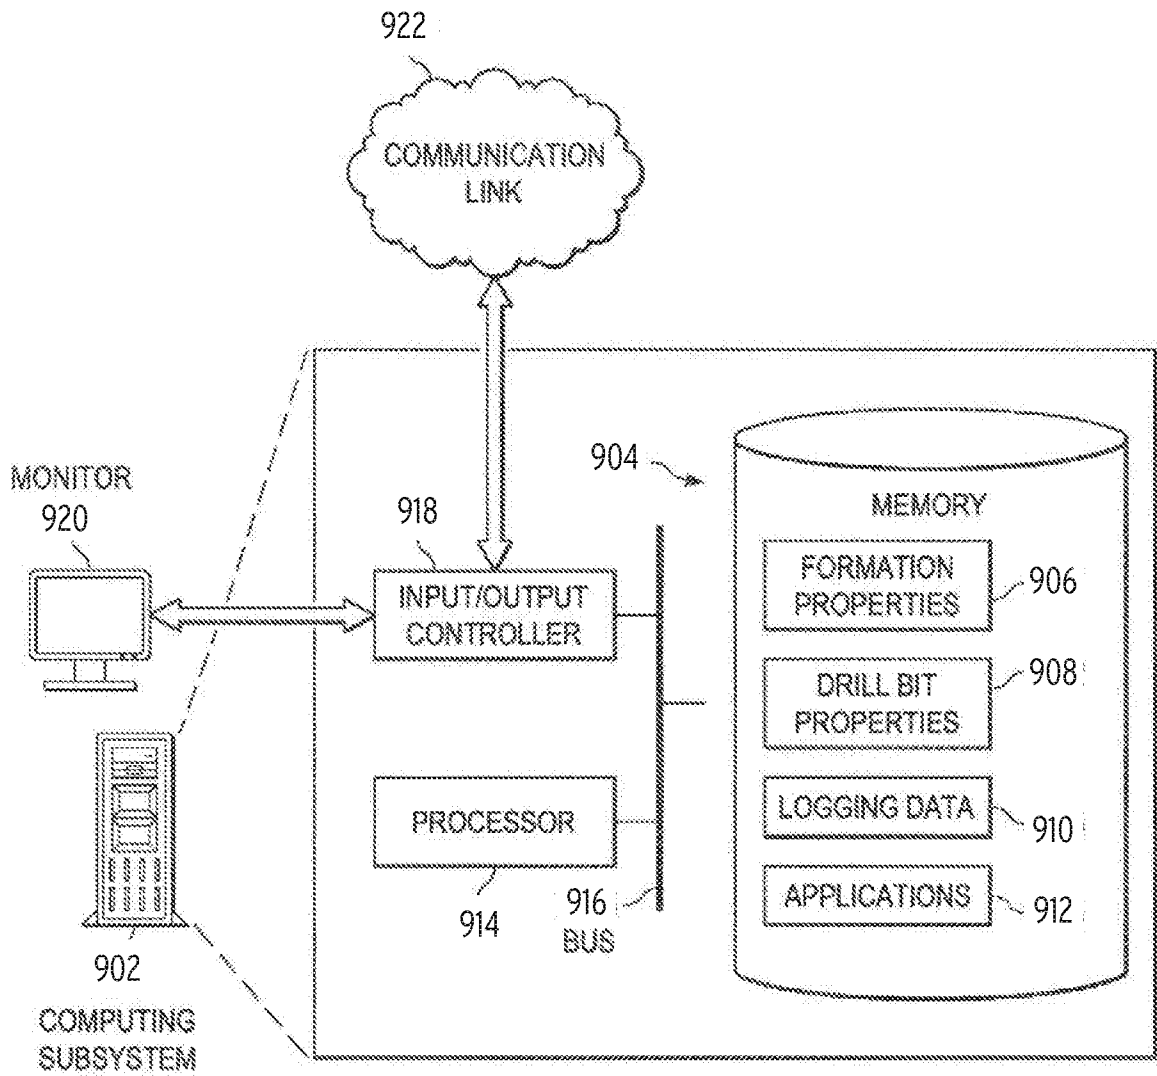 922
COMMUNICATION
LINK
904
MONITOR
920
918
MEMORY
INPUT/OUTPUT
CONTROLLER
FORMATION
PROPERTIES
906
DRILL BIT
PROPERTIES
908
PROCESSOR
914
LOGGING DATA
910
916
BUS
APPLICATIONS
912
902
COMPUTING
SUBSYSTEM